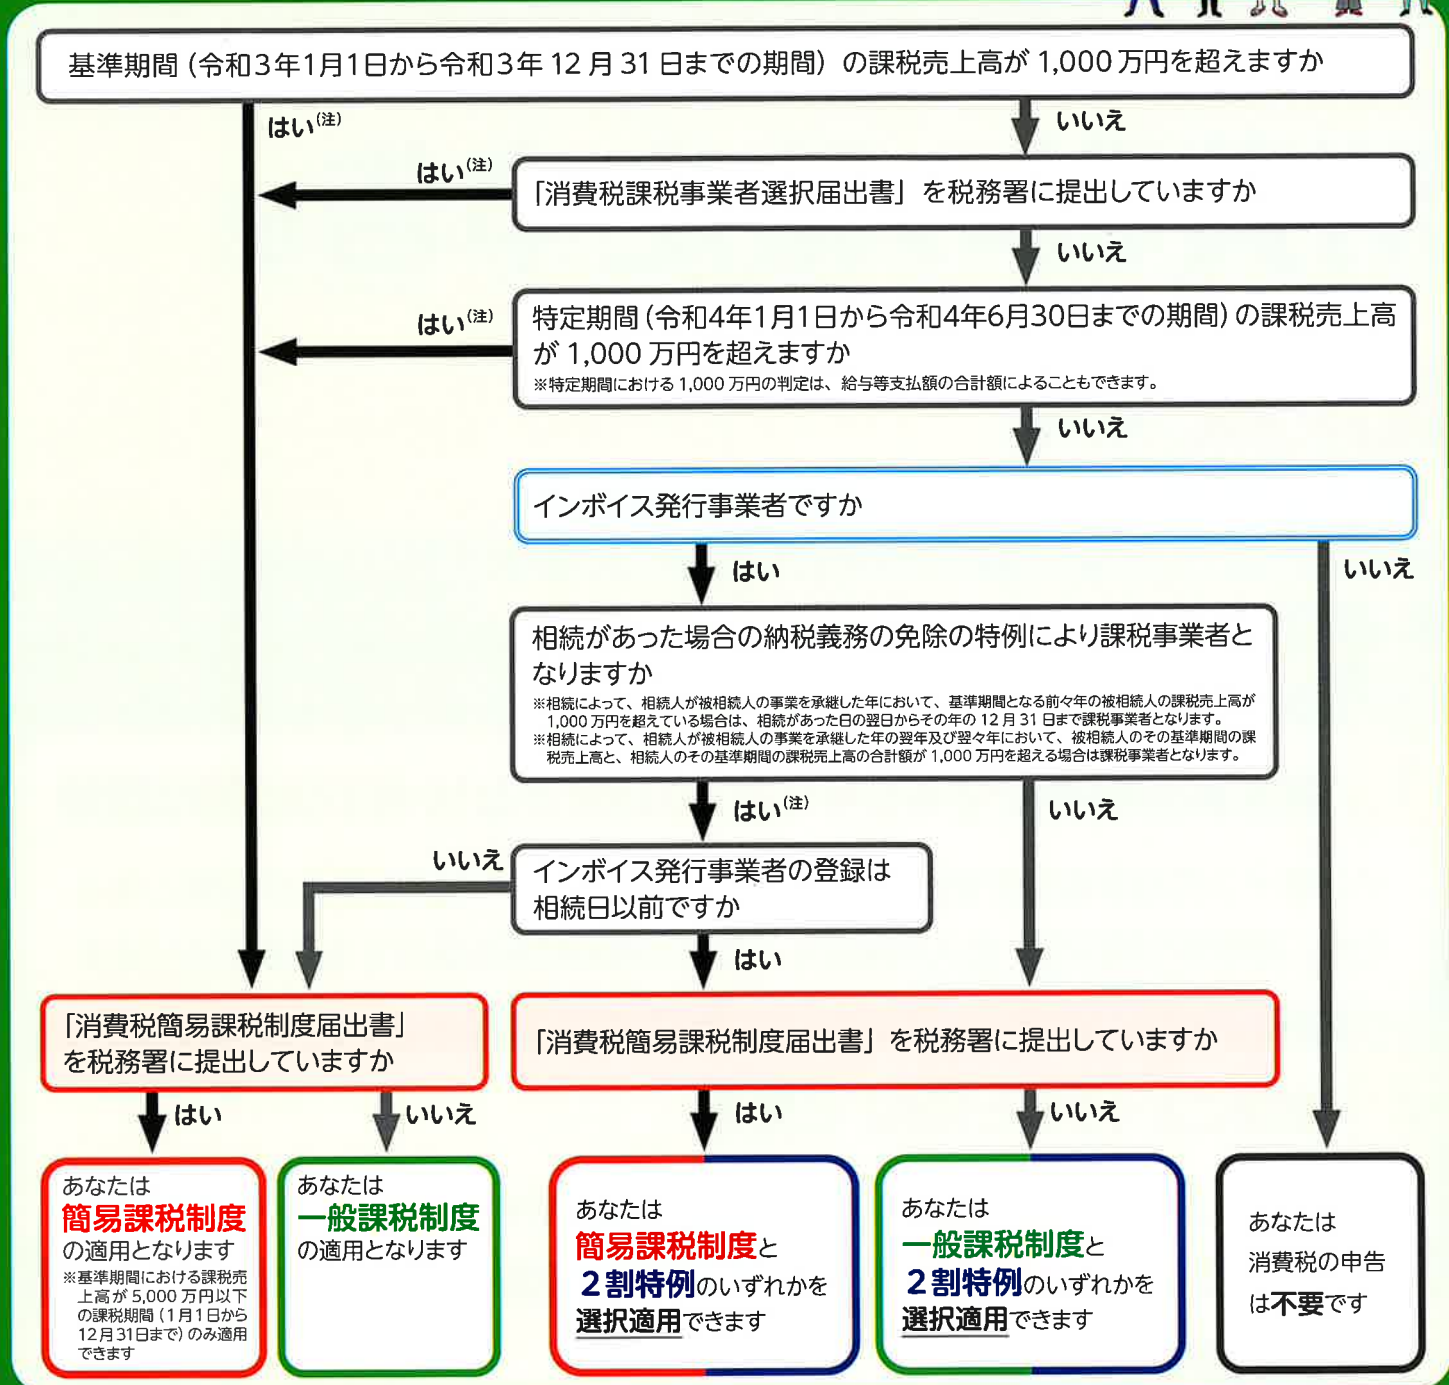 基準期間(令和3年1月1日から令和3年12月31日までの期間)の課税売上高が1,000万円を超えますか
はい(注)
いいえ
はい(注)
「消費税課税事業者選択届出書」を税務署に提出していますか
いいえ
はい(注)
特定期間(令和4年1月1日から令和4年6月30日までの期間)の課税売上高
が1,000万円を超えますか
※特定期間における1,000万円の判定は、給与等支払額の合計額によることもできます。
いいえ
インボイス発行事業者ですか
はい
いいえ
相続があった場合の納税義務の免除の特例により課税事業者と
なりますか
※相続によって、相続人が被相続人の事業を承継した年において、基準期間となる前々年の被相続人の課税売上高が
1,000万円を超えている場合は、相続があった日の翌日からその年の12月31日まで課税事業者となります。
※相続によって、相続人が被相続人の事業を承継した年の翌年及び翌々年において、被相続人のその基準期間の課
税売上高と、相続人のその基準期間の課税売上高の合計額が1,000万円を超える場合は課税事業者となります。
はい(注)
いいえ
いいえ
インボイス発行事業者の登録は
相続日以前ですか
はい
「消費税簡易課税制度届出書」
を税務署に提出していますか
「消費税簡易課税制度届出書」を税務署に提出していますか
はい
いいえ
はい
いいえ
あなたは
簡易課税制度
の適用となります
※基準期間における課税売
上高が5,000万円以下
の課税期間(1月1日から
12月31日まで)のみ適用
できます
あなたは
一般課税制度
の適用となります
あなたは
簡易課税制度と
2割特例のいずれかを
選択適用できます
あなたは
一般課税制度と
2割特例のいずれかを
選択適用できます
あなたは
消費税の申告
は不要です